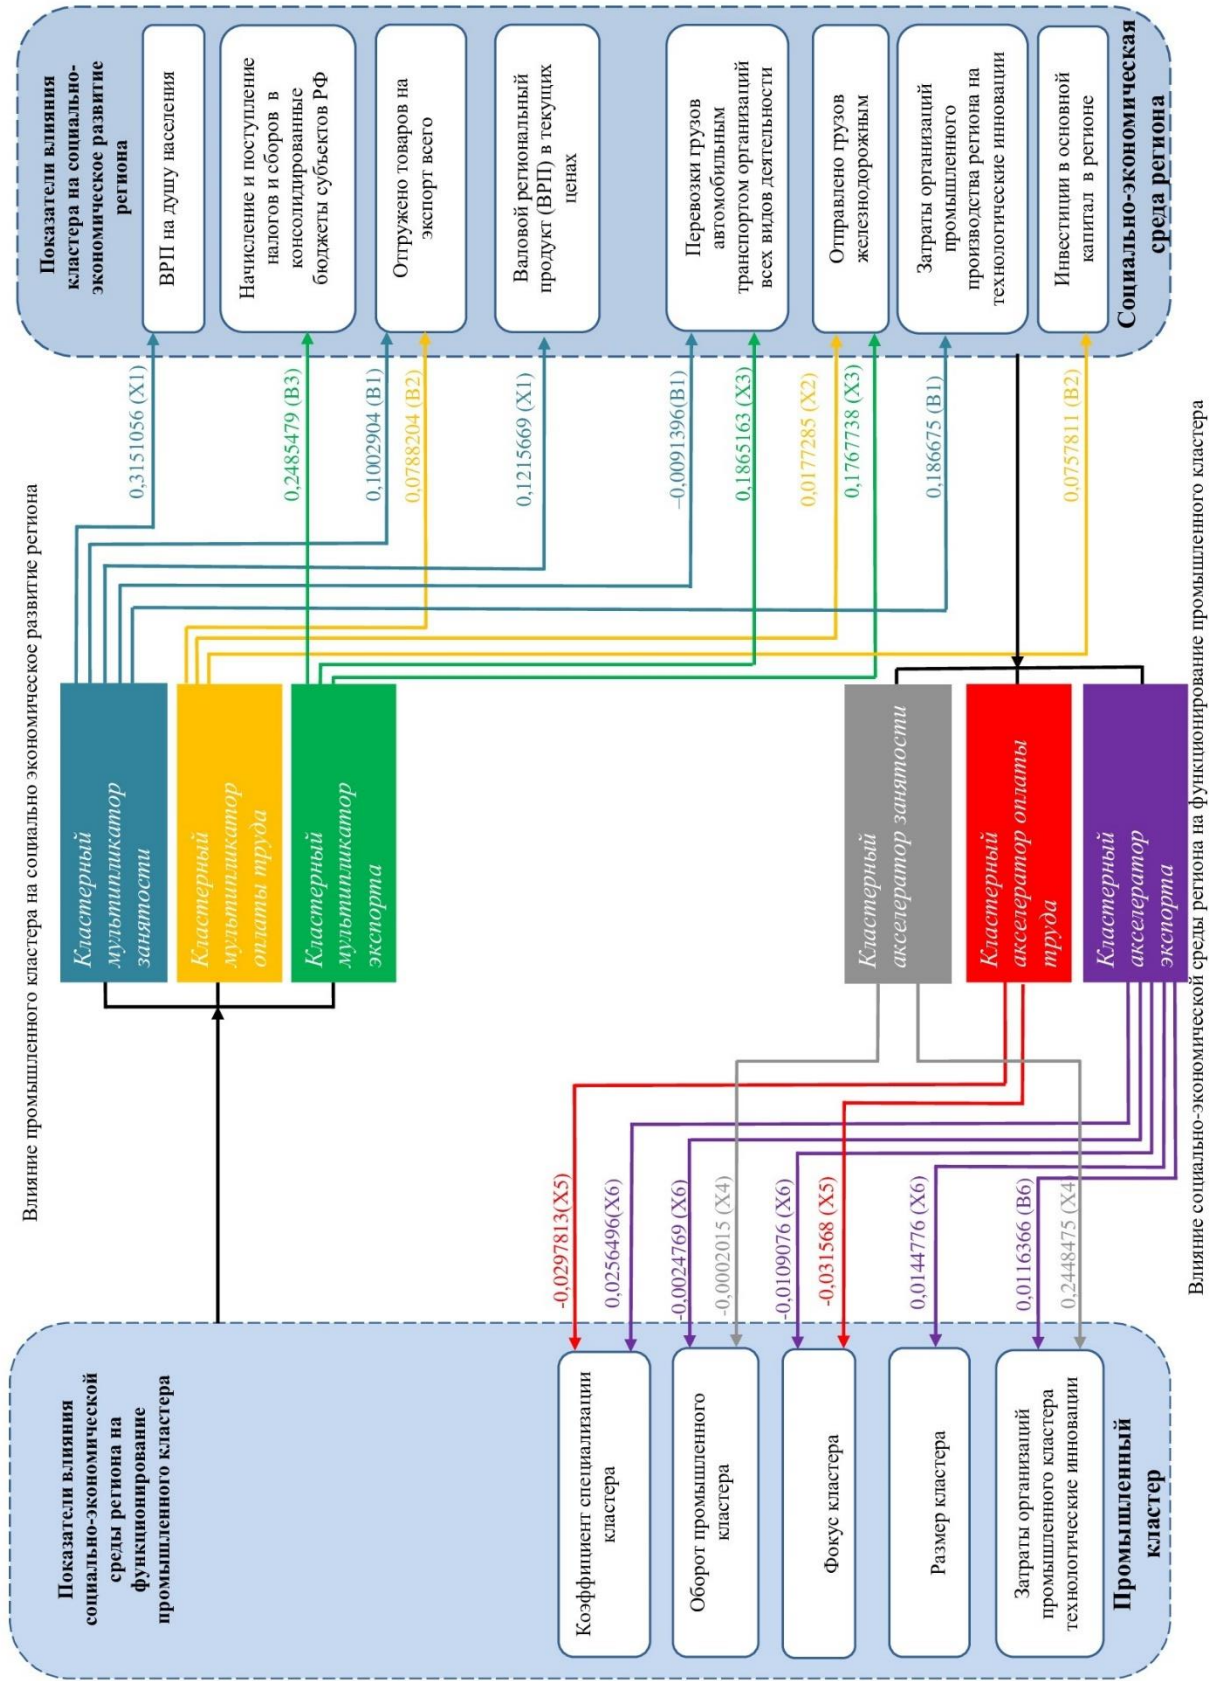 Влияние промышленного кластера на социально экономическое развитие региона
Показатели влияния
социально-экономической
среды региона на
функционирование
промышленного кластера
Коэффициент специализации
кластера
Оборот промышленного
кластера
Фокус кластера
Размер кластера
Затраты организаций
промышленного кластера
технологические инновации
Промышленный
кластер
-0,0297813(X5)
0,0256496(X6)
-0,0024769 (X6)
-0,0002015 (X4)
-0,0109076 (X6)
-0,031568 (X5)
0,0144776 (X6)
0,0116366 (B6)
0,2448475 (X4)
Кластерный
мультипликатор
занятости
Кластерный
мультипликатор
оплаты труда
Кластерный
мультипликатор
экспорта
Кластерный
акселератор занятости
Кластерный
акселератор оплаты
труда
Кластерный
акселератор
экспорта
0,3151056 (X1)
0,2485479 (B3)
0,1002904 (B1)
0,0788204 (B2)
0,1215669 (X1)
–0,0091396(B1)
0,1865163 (X3)
0,0177285 (X2)
0,1767738 (X3)
0,186675 (B1)
0,0757811 (B2)
Показатели влияния
кластера на социально-
экономическое развитие
региона
ВРП на душу населения
Начисление и поступление
налогов и сборов в
консолидированные
бюджеты субъектов РФ
Отгружено товаров на
экспорт всего
Валовой региональный
продукт (ВРП) в текущих
ценах
Перевозки грузов
автомобильным
транспортом организаций
всех видов деятельности
Отправлено грузов
железнодорожным
Затраты организаций
промышленного
производства региона на
технологические инновации
Инвестиции в основной
капитал в регионе
Социально-экономическая
среда региона
Влияние социально-экономической среды региона на функционирование промышленного кластера